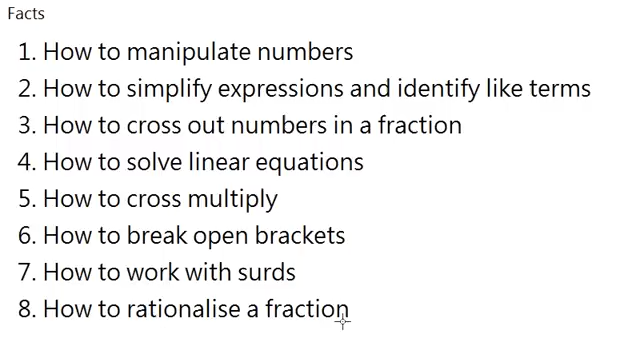 Facts
1. How to manipulate numbers
2. How to simplify expressions and identify like terms
3. How to cross out numbers in a fraction
4. How to solve linear equations
5. How to cross multiply
6. How to break open brackets
7. How to work with surds
8. How to rationalise a fraction